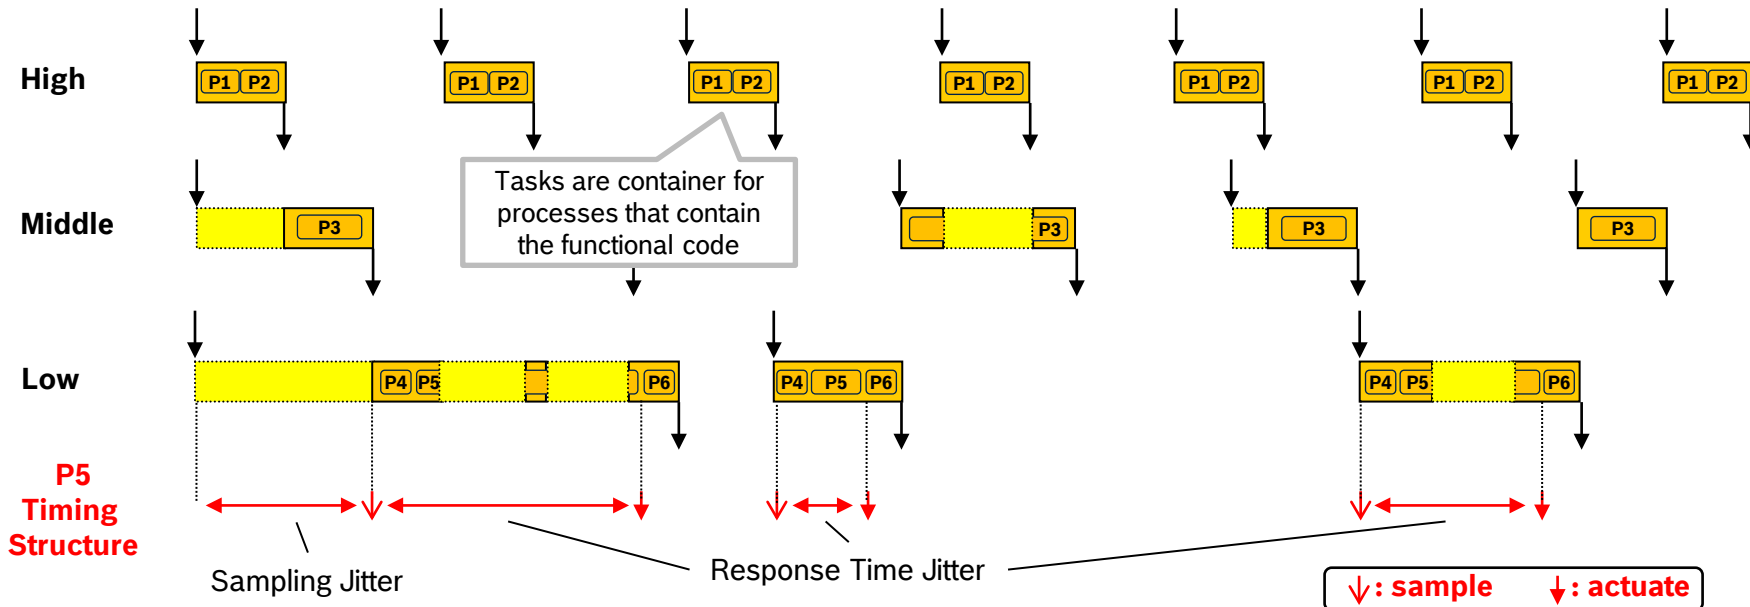 High
P1 P2 P1 P2 P1 P2 P1 P2 P1 P2 P1 P2 P1 P2
Tasks are container for
processes that contain
the functional code
Middle
P3 P3 P3 P3
Low
P4 P5 P6 P4 P5 P6 P4 P5 P6
P5
Timing
Structure
Sampling Jitter
Response Time Jitter
: sample : actuate